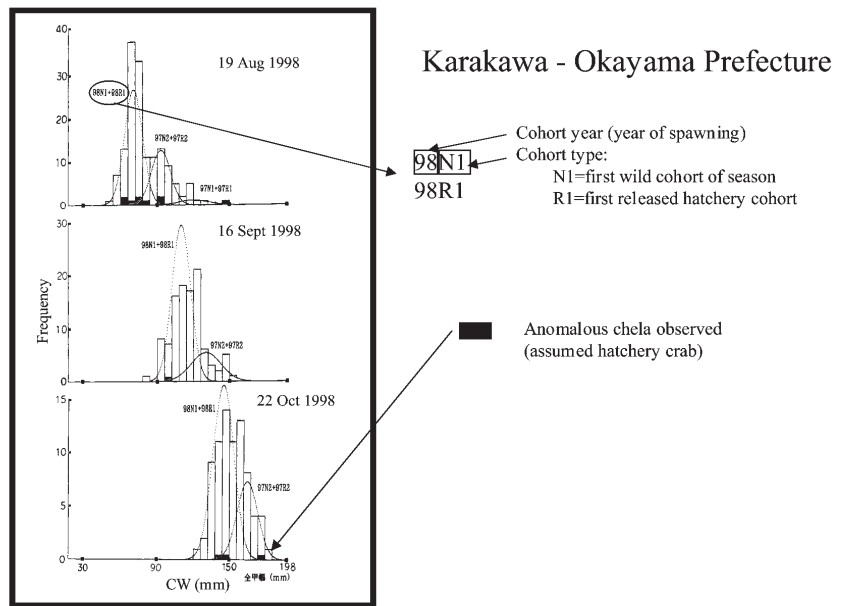 Karakawa - Okayama Prefecture
40
30
20
10
0
19 Aug 1998
98N1+98R1
97N2+97R2
97N1+97R1
30
20
10
0
16 Sept 1998
98N1+98R1
97N2+97R2
Frequency
15
10
5
0
22 Oct 1998
98N1+98R1
97N2+97R2
30
90
150
198
CW (mm)
全甲幅 (mm)
98N1
98R1
Cohort year (year of spawning)
Cohort type:
N1=first wild cohort of season
R1=first released hatchery cohort
Anomalous chela observed
(assumed hatchery crab)